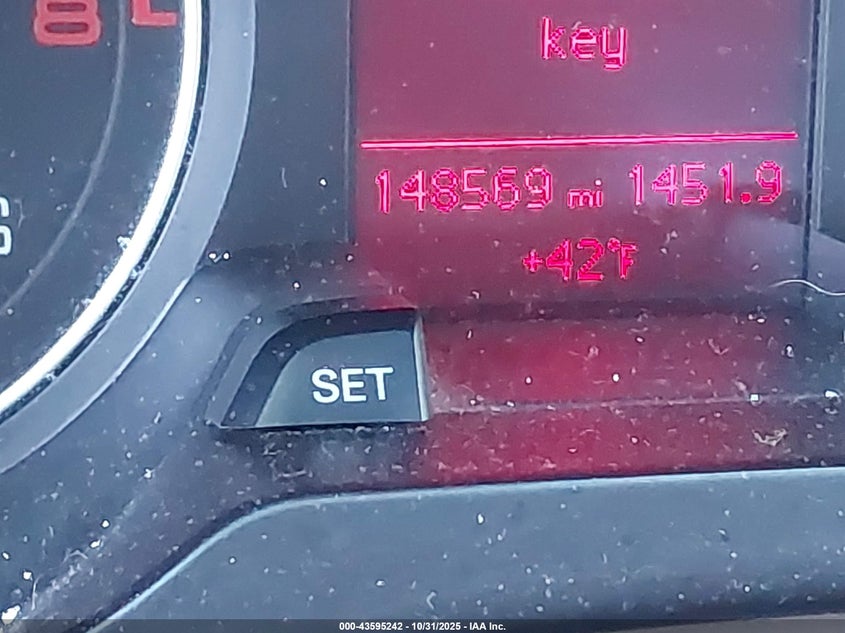 key
148569 mi 1451.9
+42°F
SET
000-43595242 - 10/31/2025 - IAA Inc.